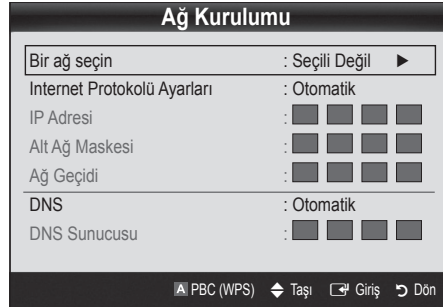 Ağ Kurulumu
Bir ağ seçin : Seçili Değil ▶
Internet Protokolü Ayarları : Otomatik
IP Adresi :
Alt Ağ Maskesi :
Ağ Geçidi :
DNS : Otomatik
DNS Sunucusu :
A PBC (WPS) Taşı Giriş Dön